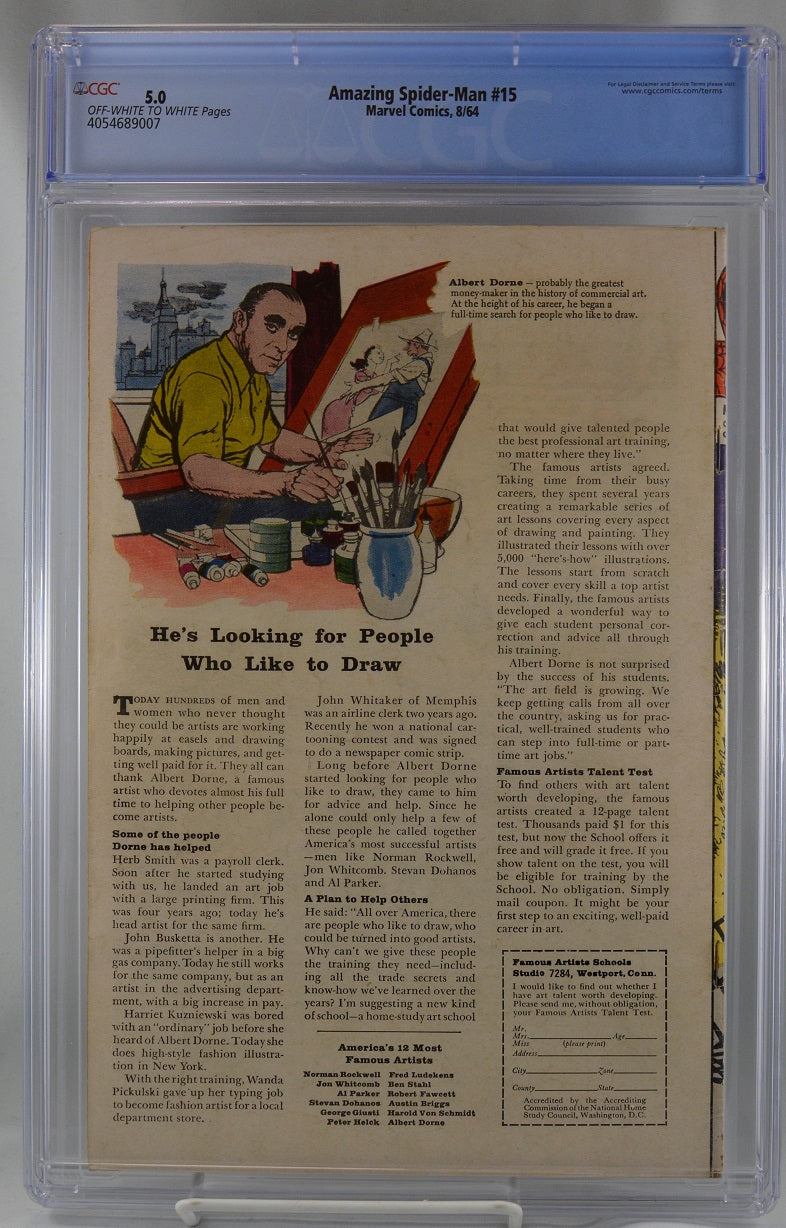 CGC
5.0
OFF-WHITE TO WHITE Pages
4054689007
Amazing Spider-Man #15
Marvel Comics, 8/64
For Legal Disclaimer and Service Terms please visit:
www.cgccomics.com/terms
Albert Dorne — probably the greatest
money-maker in the history of commercial art.
At the height of his career, he began a
full-time search for people who like to draw.
He's Looking for People
Who Like to Draw
TODAY HUNDREDS of men and
women who never thought
they could be artists are working
happily at easels and drawing
boards, making pictures, and get-
ting well paid for it. They all can
thank Albert Dorne, a famous
artist who devotes almost his full
time to helping other people be-
come artists.
Some of the people
Dorne has helped
Herb Smith was a payroll clerk.
Soon after he started studying
with us, he landed an art job
with a large printing firm. This
was four years ago; today he's
head artist for the same firm.
John Busketta is another. He
was a pipefitter's helper in a big
gas company. Today he still works
for the same company, but as an
artist in the advertising depart-
ment, with a big increase in pay.
Harriet Kuzniewski was bored
with an "ordinary" job before she
heard of Albert Dorne. Today she
does high-style fashion illustra-
tion in New York.
With the right training, Wanda
Pickulski gave up her typing job
to become fashion artist for a local
department store.
John Whitaker of Memphis
was an airline clerk two years ago.
Recently he won a national car-
tooning contest and was signed
to do a newspaper comic strip.
Long before Albert Dorne
started looking for people who
like to draw, they came to him
for advice and help. Since he
alone could only help a few of
these people he called together
America's most successful artists
—men like Norman Rockwell,
Jon Whitcomb, Stevan Dohanos
and Al Parker.
A Plan to Help Others
He said: "All over America, there
are people who like to draw, who
could be turned into good artists.
Why can't we give these people
the training they need—includ-
ing all the trade secrets and
know-how we've learned over the
years? I'm suggesting a new kind
of school—a home-study art school
America's 12 Most
Famous Artists
Norman Rockwell Fred Ludekens
Jon Whitcomb Ben Stahl
Al Parker Robert Fawcett
Stevan Dohanos Austin Briggs
George Giusti Harold Von Schmidt
Peter Helck Albert Dorne
that would give talented people
the best professional art training,
no matter where they live."
The famous artists agreed.
Taking time from their busy
careers, they spent several years
creating a remarkable series of
art lessons covering every aspect
of drawing and painting. They
illustrated their lessons with over
5,000 "here's-how" illustrations.
The lessons start from scratch
and cover every skill a top artist
needs. Finally, the famous artists
developed a wonderful way to
give each student personal cor-
rection and advice all through
his training.
Albert Dorne is not surprised
by the success of his students.
"The art field is growing. We
keep getting calls from all over
the country, asking us for prac-
tical, well-trained students who
can step into full-time or part-
time art jobs."
Famous Artists Talent Test
To find others with art talent
worth developing, the famous
artists created a 12-page talent
test. Thousands paid $1 for this
test, but now the School offers it
free and will grade it free. If you
show talent on the test, you will
be eligible for training by the
School. No obligation. Simply
mail coupon. It might be your
first step to an exciting, well-paid
career in art.
Famous Artists Schools
Studio 7284, Westport, Conn.
I would like to find out whether I
have art talent worth developing.
Please send me, without obligation,
your Famous Artists Talent Test.
Mr.
Mrs. Age
Miss (please print)
Address
City Zone
County State
Accredited by the Accrediting
Commission of the National Home
Study Council, Washington, D.C.